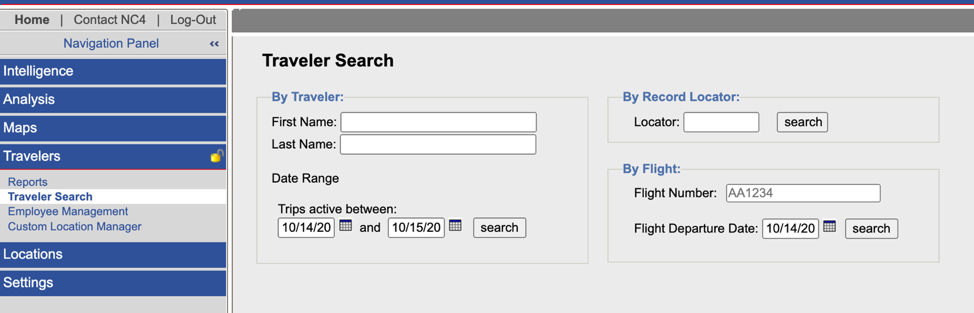 Home | Contact NC4 | Log-Out
Navigation Panel «
Intelligence
Analysis
Maps
Travelers
Reports
Traveler Search
Employee Management
Custom Location Manager
Locations
Settings
Traveler Search
By Traveler:
First Name:
Last Name:
Date Range
Trips active between:
10/14/20 and 10/15/20 search
By Record Locator:
Locator: search
By Flight:
Flight Number: AA1234
Flight Departure Date: 10/14/20 search